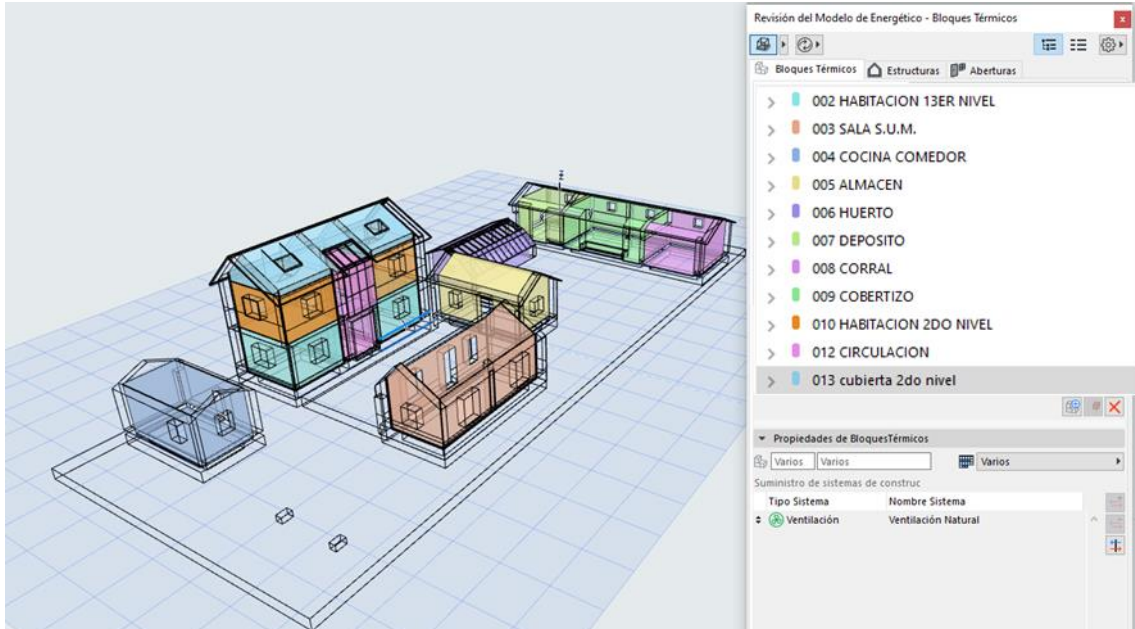 Revisión del Modelo de Energético - Bloques Térmicos
x
Bloques Térmicos Estructuras Aberturas
002 HABITACION 13ER NIVEL
003 SALA S.U.M.
004 COCINA COMEDOR
005 ALMACEN
006 HUERTO
007 DEPOSITO
008 CORRAL
009 COBERTIZO
010 HABITACION 2DO NIVEL
012 CIRCULACION
013 cubierta 2do nivel
Propiedades de BloquesTérmicos
Varios Varios Varios
Suministro de sistemas de construc
Tipo Sistema Nombre Sistema
Ventilación Ventilación Natural
z